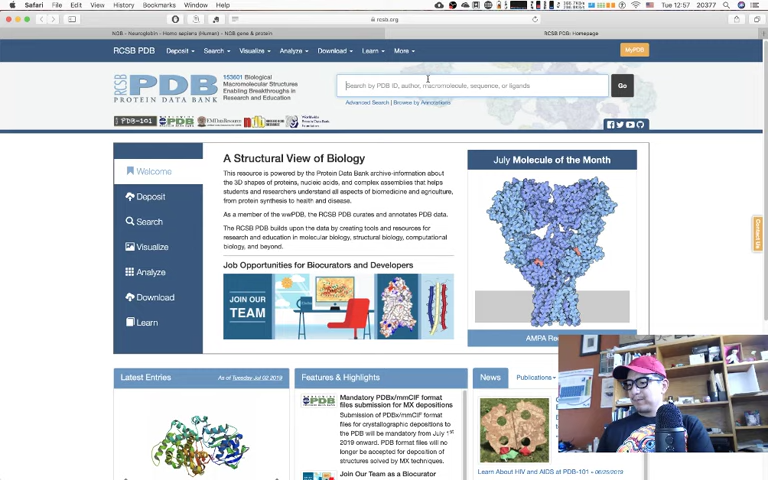 Safari File Edit View History Bookmarks Window Help
Tue 12:57 20377
rcsb.org
NGB - Neuroglobin - Homo sapiens (Human) - NGB gene & protein
RCSB PDB: Homepage
RCSB PDB Deposit Search Visualize Analyze Download Learn More MyPDB
RCSB PDB
PROTEIN DATA BANK
153601 Biological
Macromolecular Structures
Enabling Breakthroughs in
Research and Education
Search by PDB ID, author, macromolecule, sequence, or ligands
Go
Advanced Search | Browse by Annotations
PDB-101
Contact Us
Welcome
Deposit
Search
Visualize
Analyze
Download
Learn
A Structural View of Biology
This resource is powered by the Protein Data Bank archive-information about
the 3D shapes of proteins, nucleic acids, and complex assemblies that helps
students and researchers understand all aspects of biomedicine and agriculture,
from protein synthesis to health and disease.
As a member of the wwPDB, the RCSB PDB curates and annotates PDB data.
The RCSB PDB builds upon the data by creating tools and resources for
research and education in molecular biology, structural biology, computational
biology, and beyond.
Job Opportunities for Biocurators and Developers
JOIN OUR
TEAM
July Molecule of the Month
AMPA
Latest Entries
As of Tuesday Jul 02 2019
Features & Highlights
Mandatory PDBx/mmCIF format
files submission for MX depositions
Submission of PDBx/mmCIF format
files for crystallographic depositions
to the PDB will be mandatory from July 1st
2019 onward. PDB format files will
no longer be accepted for deposition
of structures solved by MX techniques.
Join Our Team as a Biocurator
News
Publications
Learn About HIV and AIDS at PDB-101